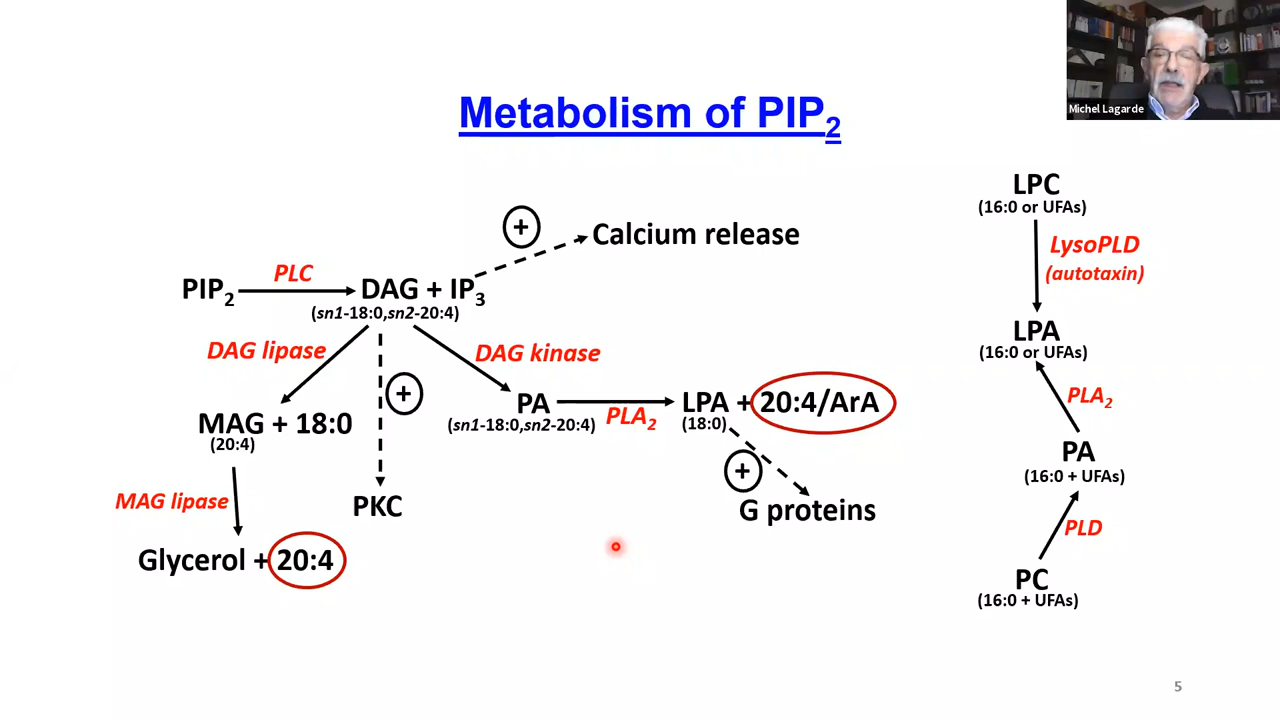 Michel Lagarde
Metabolism of PIP₂
+
Calcium release
PIP₂
PLC
DAG + IP₃
(sn1-18:0,sn2-20:4)
DAG lipase
DAG kinase
+
MAG + 18:0
(20:4)
PA
(sn1-18:0,sn2-20:4)
PLA₂
LPA + 20:4/ArA
(18:0)
+
MAG lipase
PKC
G proteins
Glycerol + 20:4
LPC
(16:0 or UFAs)
LysoPLD
(autotaxin)
LPA
(16:0 or UFAs)
PLA₂
PA
(16:0 + UFAs)
PLD
PC
(16:0 + UFAs)
5